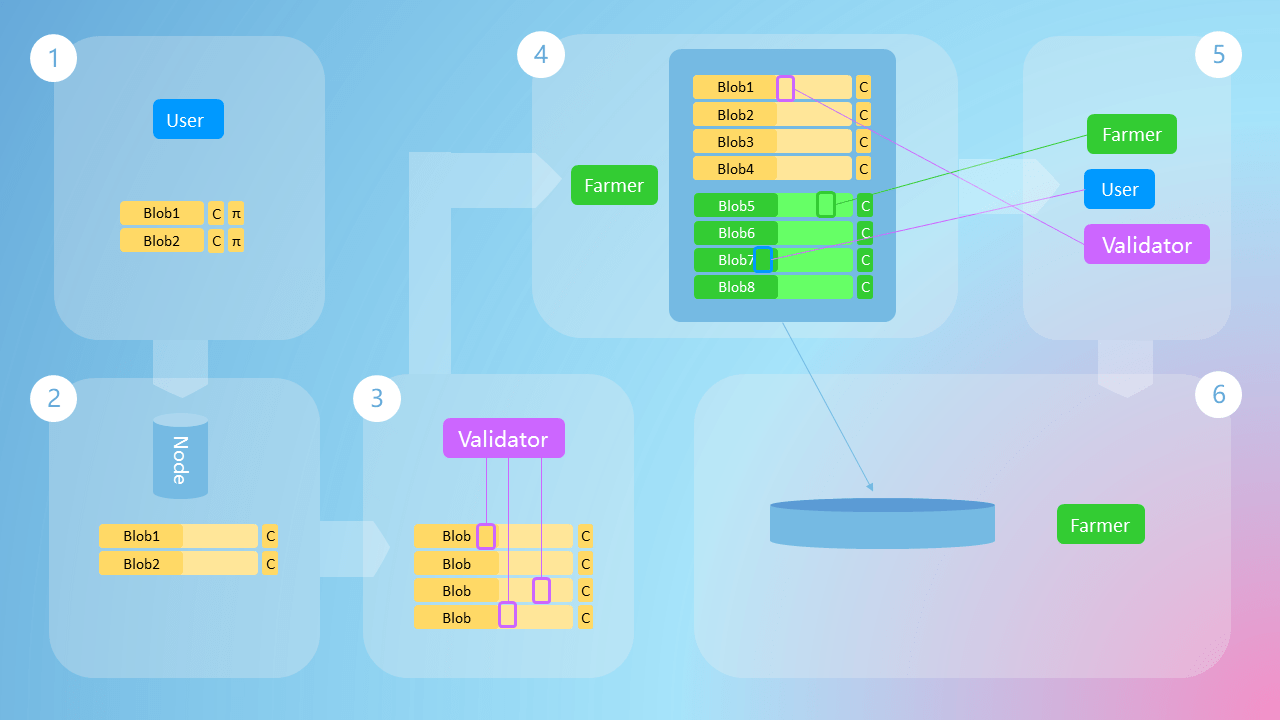 1
User
Blob1 C π
Blob2 C π
2
Node
Blob1 C
Blob2 C
3
Validator
Blob C
Blob C
Blob C
Blob C
4
Farmer
Blob1 C
Blob2 C
Blob3 C
Blob4 C
Blob5 C
Blob6 C
Blob7 C
Blob8 C
5
Farmer
User
Validator
6
Farmer